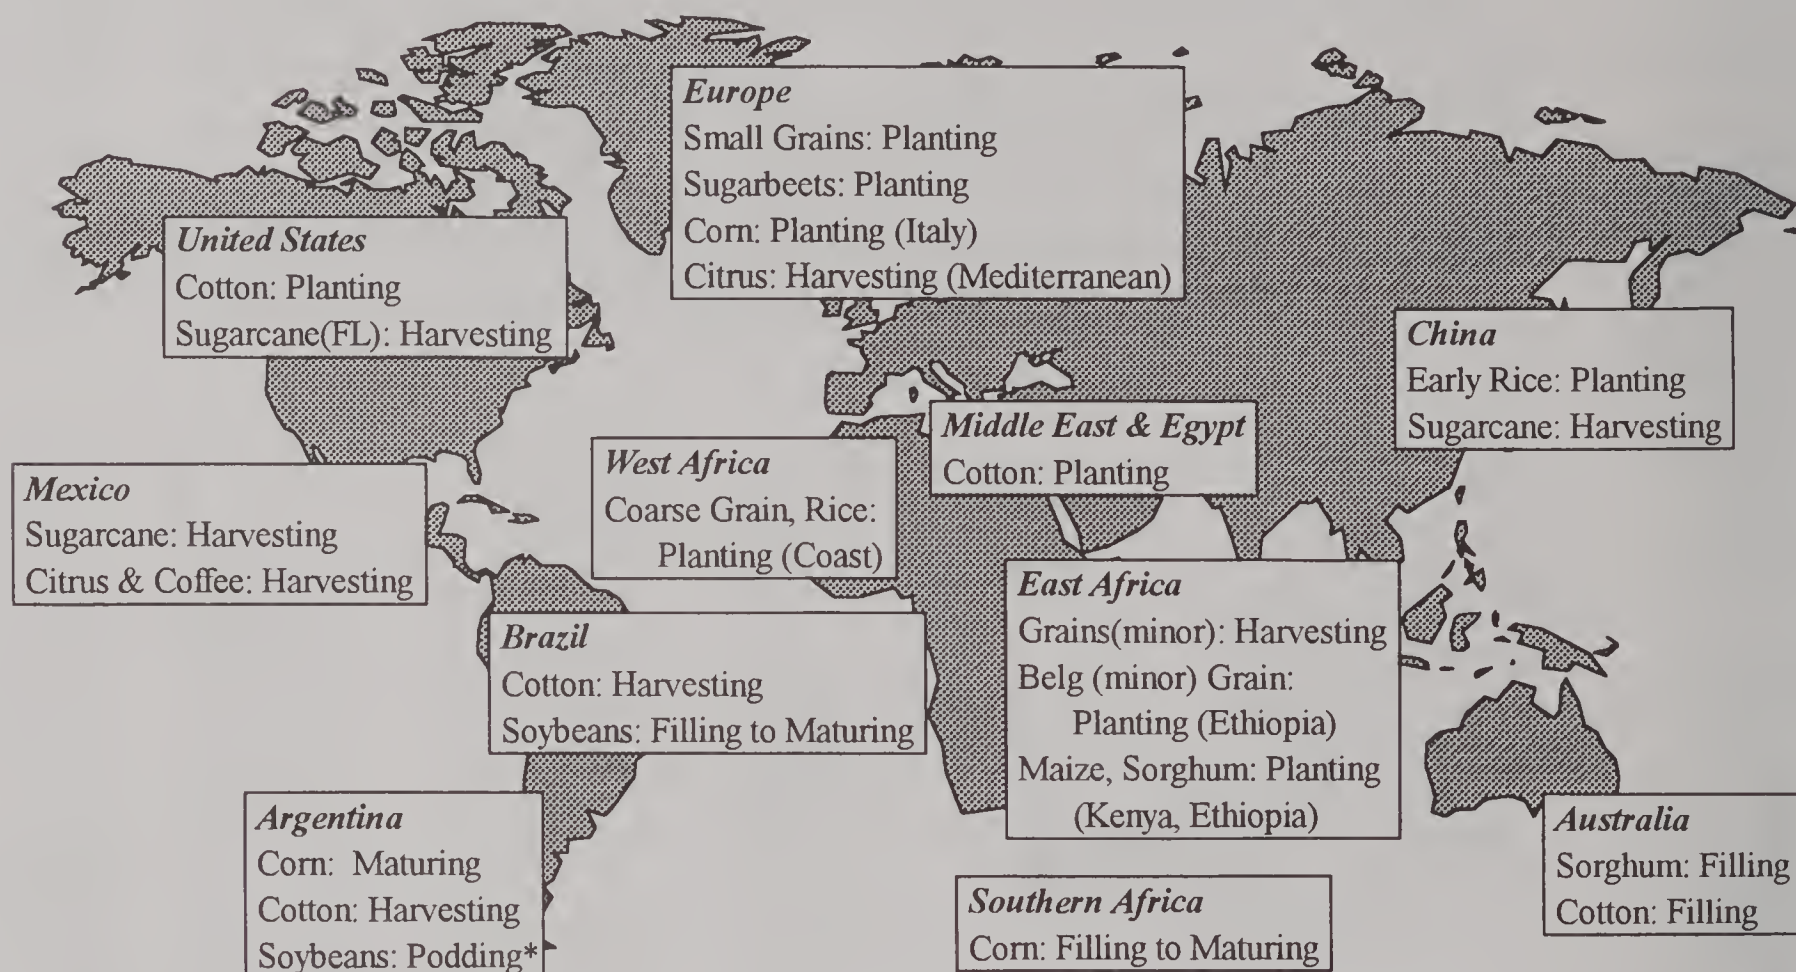 Europe
Small Grains: Planting
Sugarbeets: Planting
Corn: Planting (Italy)
Citrus: Harvesting (Mediterranean)
United States
Cotton: Planting
Sugarcane(FL): Harvesting
China
Early Rice: Planting
Sugarcane: Harvesting
Middle East & Egypt
Cotton: Planting
West Africa
Coarse Grain, Rice:
Planting (Coast)
Mexico
Sugarcane: Harvesting
Citrus & Coffee: Harvesting
East Africa
Grains(minor): Harvesting
Belg (minor) Grain:
Planting (Ethiopia)
Maize, Sorghum: Planting
(Kenya, Ethiopia)
Brazil
Cotton: Harvesting
Soybeans: Filling to Maturing
Argentina
Corn: Maturing
Cotton: Harvesting
Soybeans: Podding*
Australia
Sorghum: Filling
Cotton: Filling
Southern Africa
Corn: Filling to Maturing